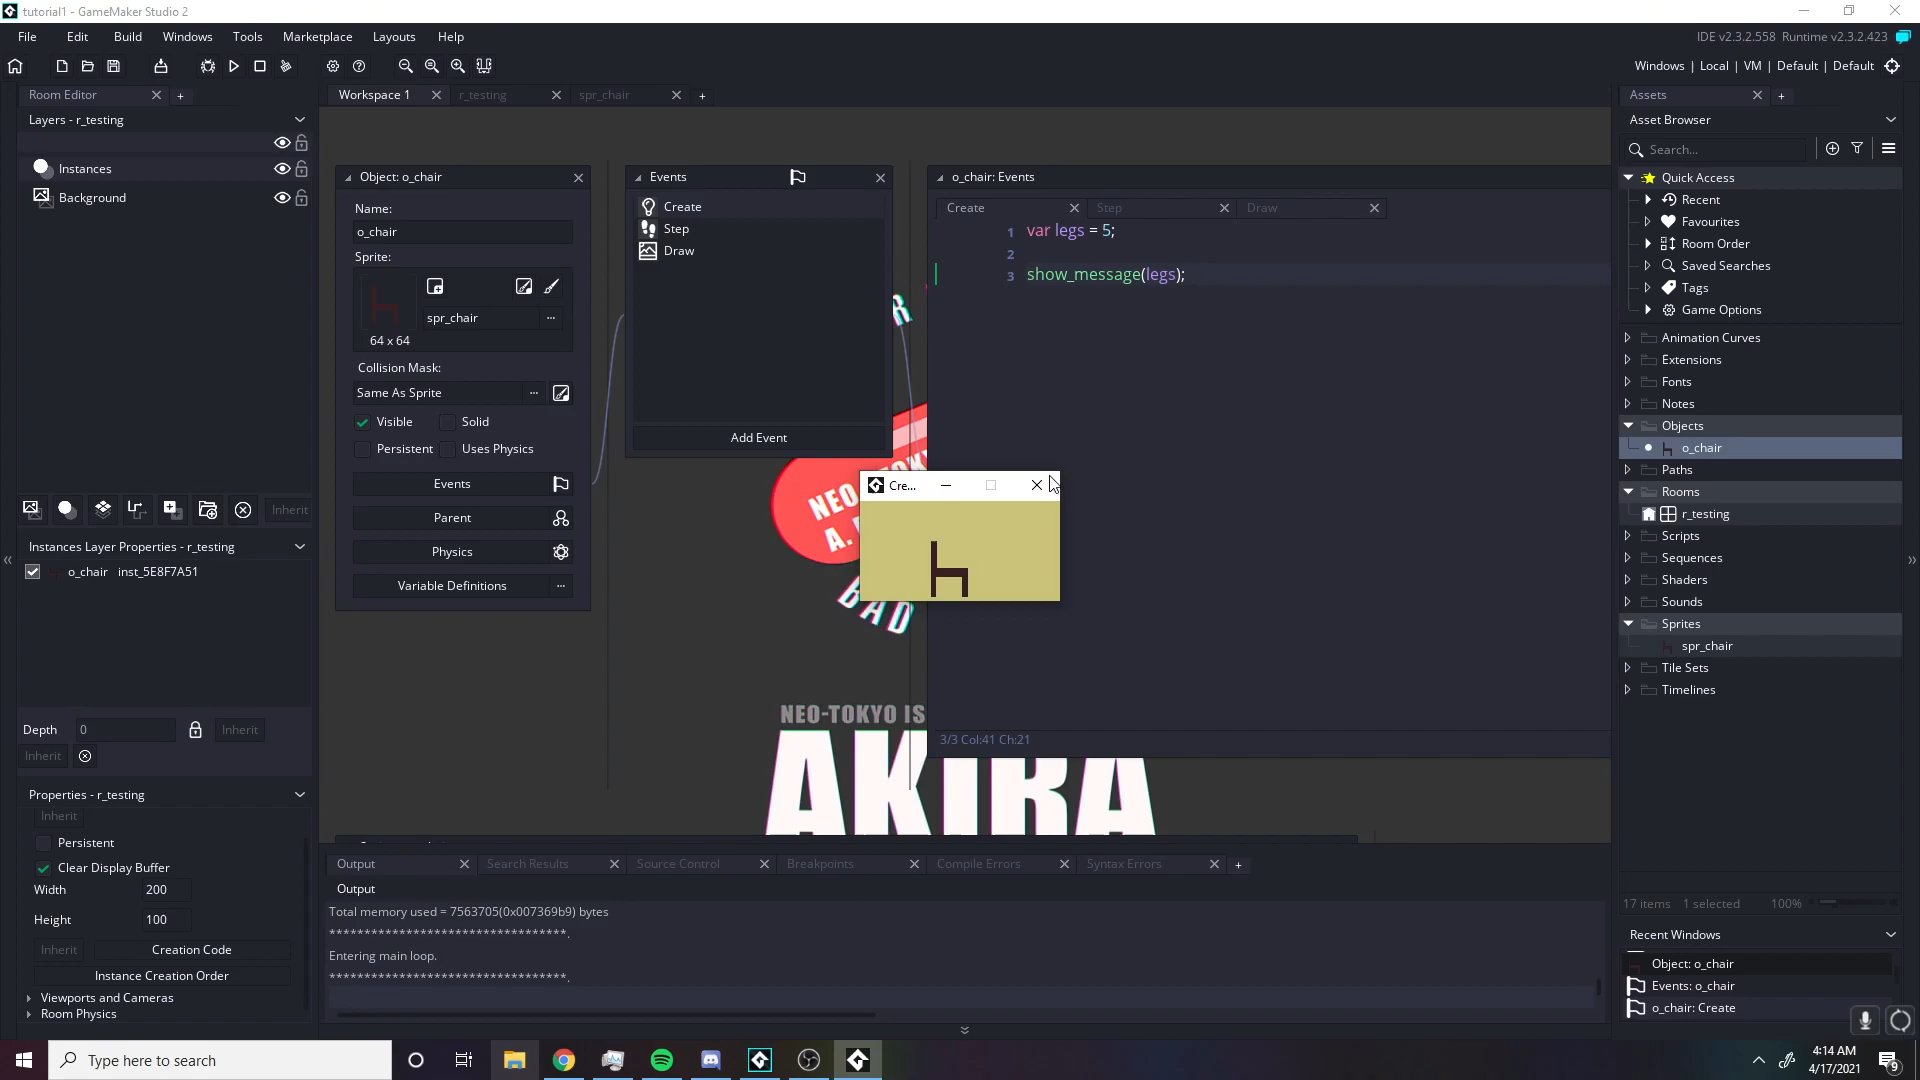 tutorial1 - GameMaker Studio 2
File Edit Build Windows Tools Marketplace Layouts Help
IDE v2.3.2.558 Runtime v2.3.2.423
Windows | Local | VM | Default | Default
Room Editor
Workspace 1
r_testing
spr_chair
Assets
Layers - r_testing
Asset Browser
Instances
Background
Search...
Object: o_chair
Name:
o_chair
Sprite:
spr_chair
64 x 64
Collision Mask:
Same As Sprite
Visible
Solid
Persistent
Uses Physics
Events
Parent
Physics
Variable Definitions
Events
Create
Step
Draw
Add Event
o_chair: Events
Create
Step
Draw
1 var legs = 5;
2
3 show_message(legs);
3/3 Col:41 Ch:21
Cre...
NEO-TOKYO IS
AKIRA
BAD
Quick Access
Recent
Favourites
Room Order
Saved Searches
Tags
Game Options
Animation Curves
Extensions
Fonts
Notes
Objects
o_chair
Paths
Rooms
r_testing
Scripts
Sequences
Shaders
Sounds
Sprites
spr_chair
Tile Sets
Timelines
17 items 1 selected 100%
Recent Windows
Object: o_chair
Events: o_chair
o_chair: Create
Inherit
Instances Layer Properties - r_testing
o_chair inst_5E8F7A51
Depth 0 Inherit
Inherit
Properties - r_testing
Inherit
Persistent
Clear Display Buffer
Width 200
Height 100
Inherit Creation Code
Instance Creation Order
Viewports and Cameras
Room Physics
Output
Search Results
Source Control
Breakpoints
Compile Errors
Syntax Errors
Output
Total memory used = 7563705(0x007369b9) bytes
*********************************.
Entering main loop.
*********************************.
Type here to search
4:14 AM
4/17/2021
9